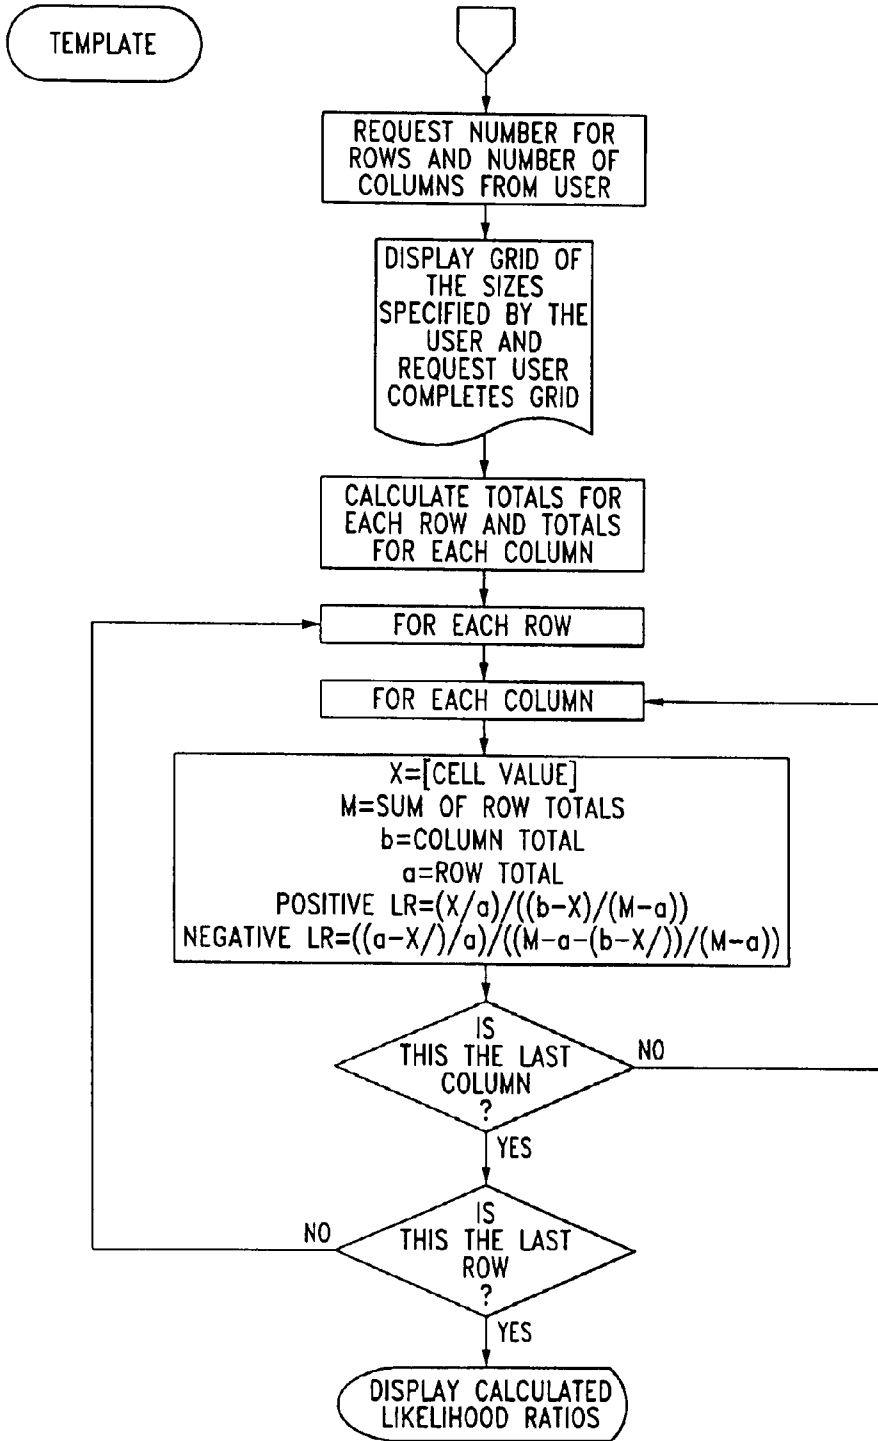 TEMPLATE
REQUEST NUMBER FOR
ROWS AND NUMBER OF
COLUMNS FROM USER
DISPLAY GRID OF
THE SIZES
SPECIFIED BY THE
USER AND
REQUEST USER
COMPLETES GRID
CALCULATE TOTALS FOR
EACH ROW AND TOTALS
FOR EACH COLUMN
FOR EACH ROW
FOR EACH COLUMN
X=[CELL VALUE]
M=SUM OF ROW TOTALS
b=COLUMN TOTAL
a=ROW TOTAL
POSITIVE LR=(X/a)/((b-X)/(M-a))
NEGATIVE LR=((a-X/)/a)/((M-a-(b-X/))/(M-a))
IS
THIS THE LAST
COLUMN
?
NO
YES
IS
THIS THE LAST
ROW
?
NO
YES
DISPLAY CALCULATED
LIKELIHOOD RATIOS